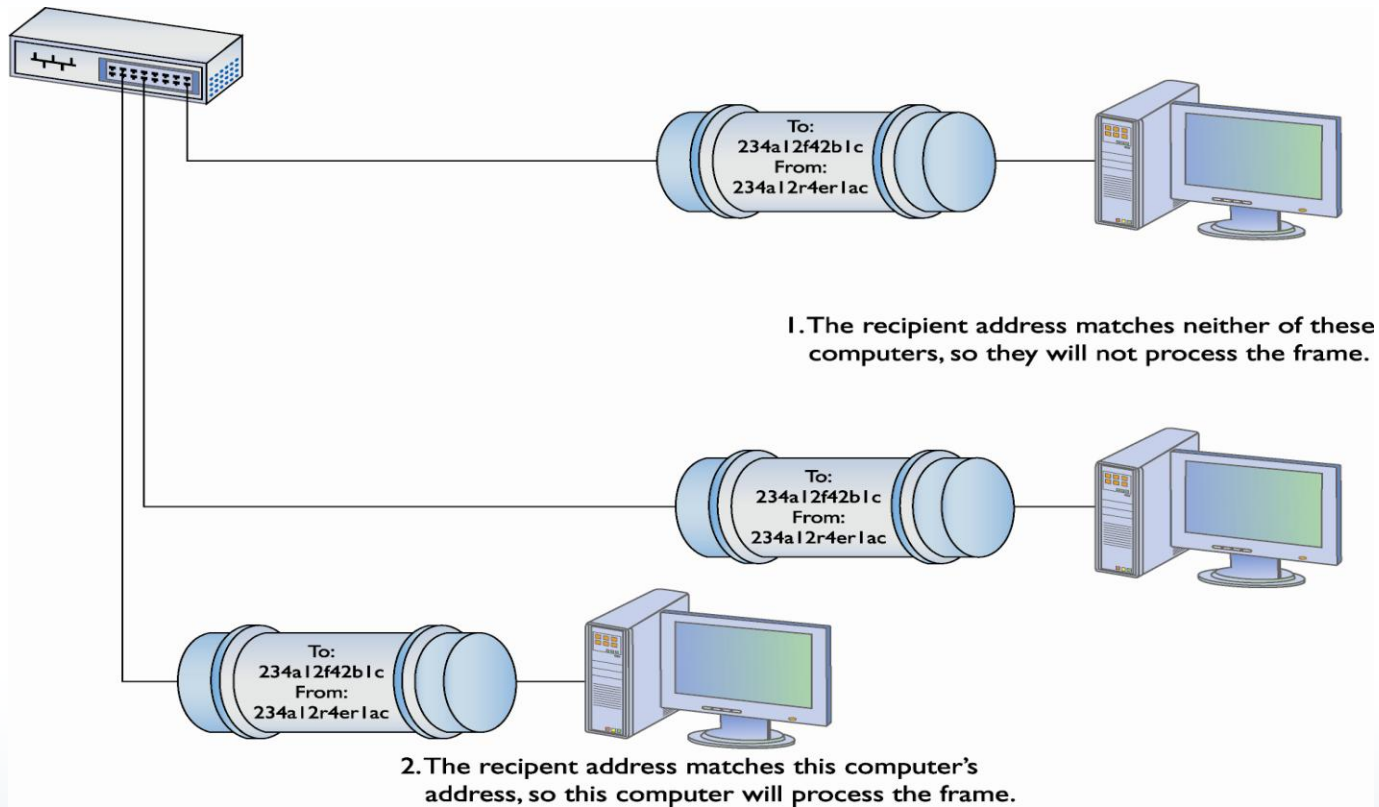 To:
234a12f42b1c
From:
234a12r4er1ac
1. The recipient address matches neither of these
computers, so they will not process the frame.
To:
234a12f42b1c
From:
234a12r4er1ac
To:
234a12f42b1c
From:
234a12r4er1ac
2. The recipent address matches this computer's
address, so this computer will process the frame.